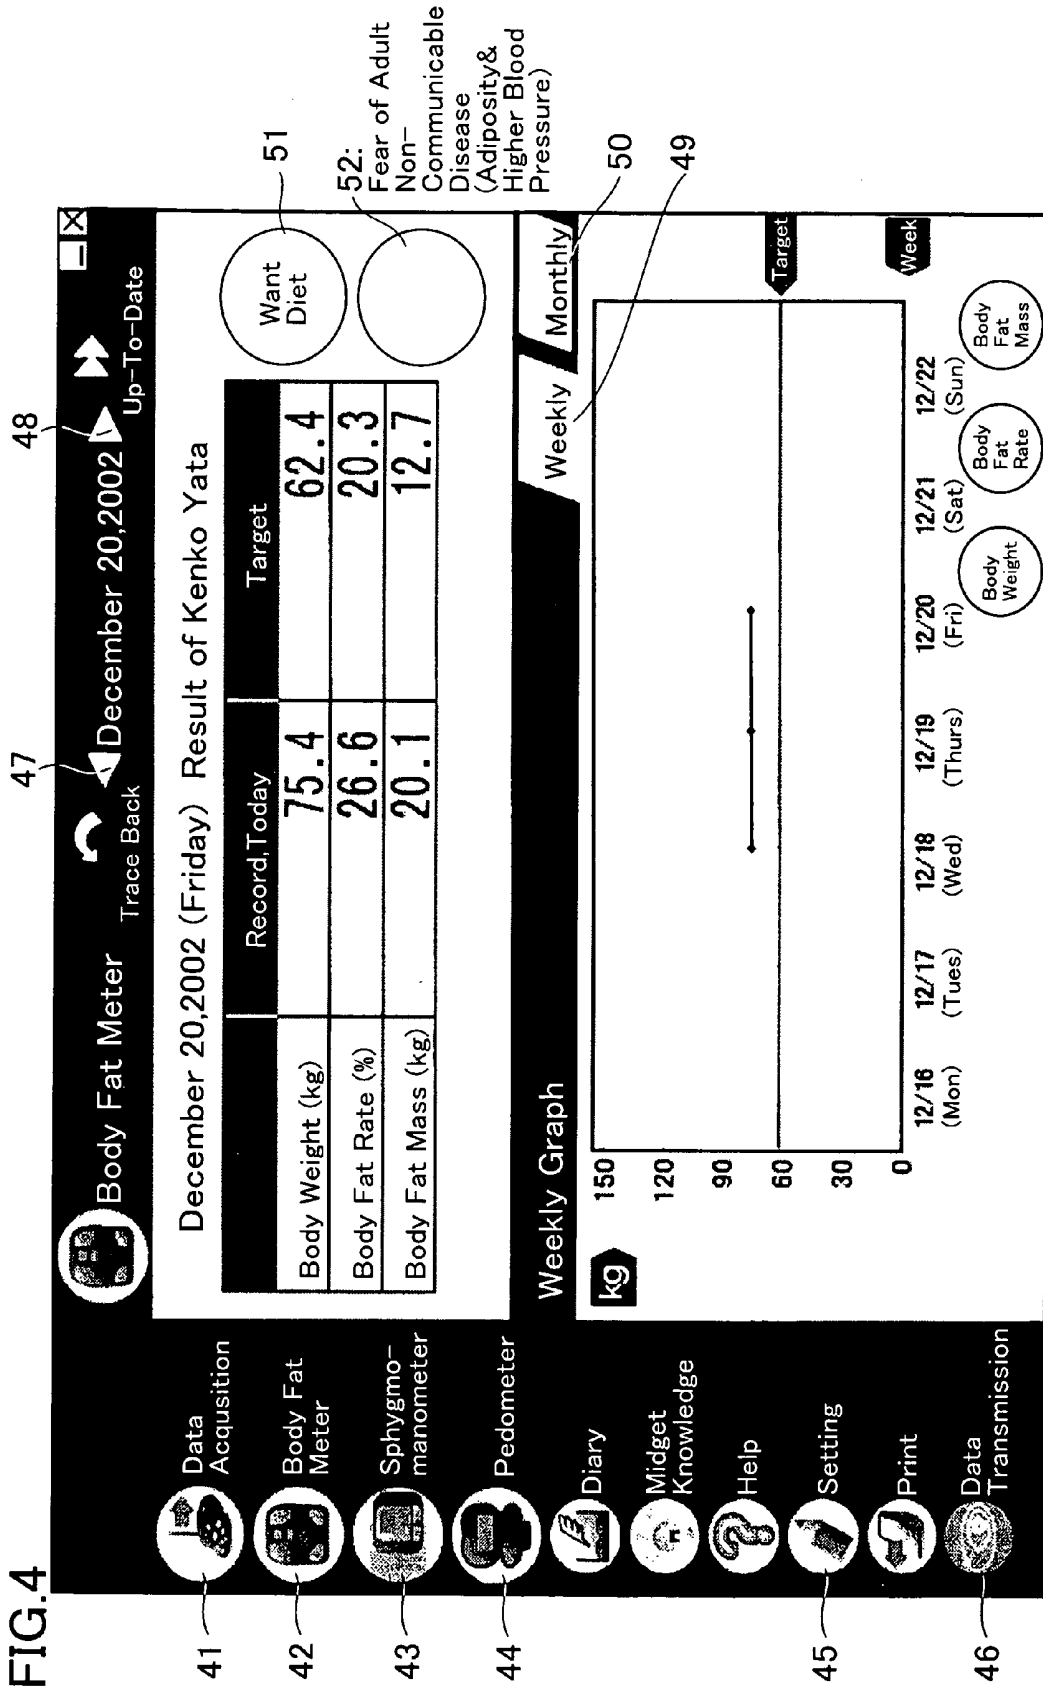 FIG.4
47
48
Body Fat Meter
Trace Back
December 20,2002
Up-To-Date
December 20,2002 (Friday) Result of Kenko Yata
Record,Today Target
Body Weight (kg) 75.4 62.4
Body Fat Rate (%) 26.6 20.3
Body Fat Mass (kg) 20.1 12.7
Want
Diet
51
52:
Fear of Adult
Non-
Communicable
Disease
(Adiposity&
Higher Blood
Pressure)
41
Data
Acqusition
42
Body Fat
Meter
43
Sphygmo-
manometer
44
Pedometer
Diary
Midget
Knowledge
Help
45
Setting
Print
46
Data
Transmission
Weekly Graph
Weekly
Monthly
50
49
kg
150
120
90
60
30
0
Target
Week
12/16
(Mon)
12/17
(Tues)
12/18
(Wed)
12/19
(Thurs)
12/20
(Fri)
12/21
(Sat)
12/22
(Sun)
Body
Weight
Body
Fat
Rate
Body
Fat
Mass